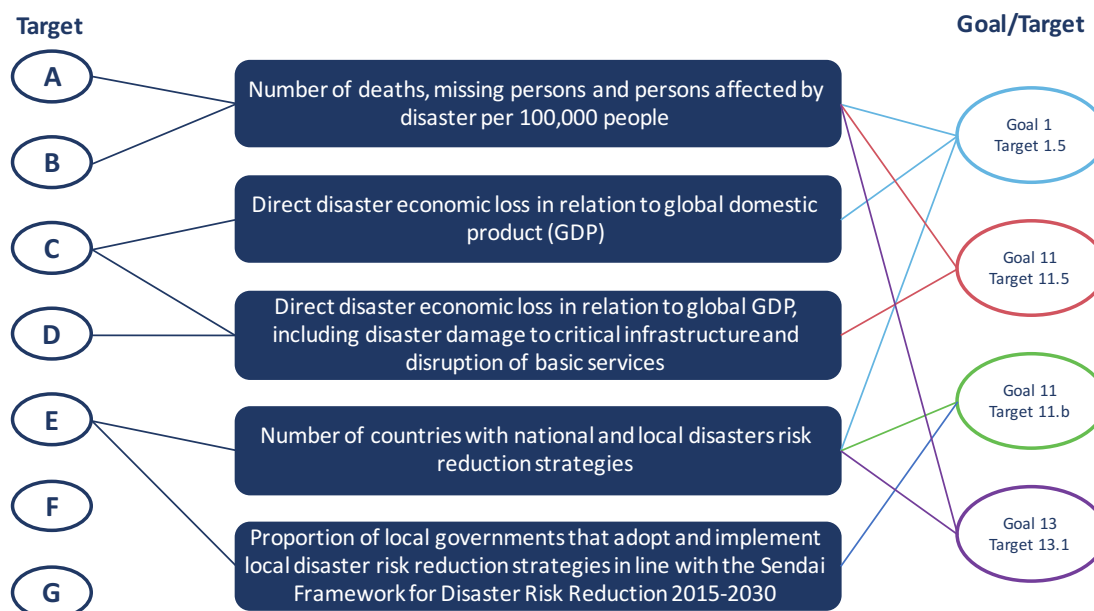 Target
A
B
C
D
E
F
G
Number of deaths, missing persons and persons affected by
disaster per 100,000 people
Direct disaster economic loss in relation to global domestic
product (GDP)
Direct disaster economic loss in relation to global GDP,
including disaster damage to critical infrastructure and
disruption of basic services
Number of countries with national and local disasters risk
reduction strategies
Proportion of local governments that adopt and implement
local disaster risk reduction strategies in line with the Sendai
Framework for Disaster Risk Reduction 2015-2030
Goal/Target
Goal 1
Target 1.5
Goal 11
Target 11.5
Goal 11
Target 11.b
Goal 13
Target 13.1